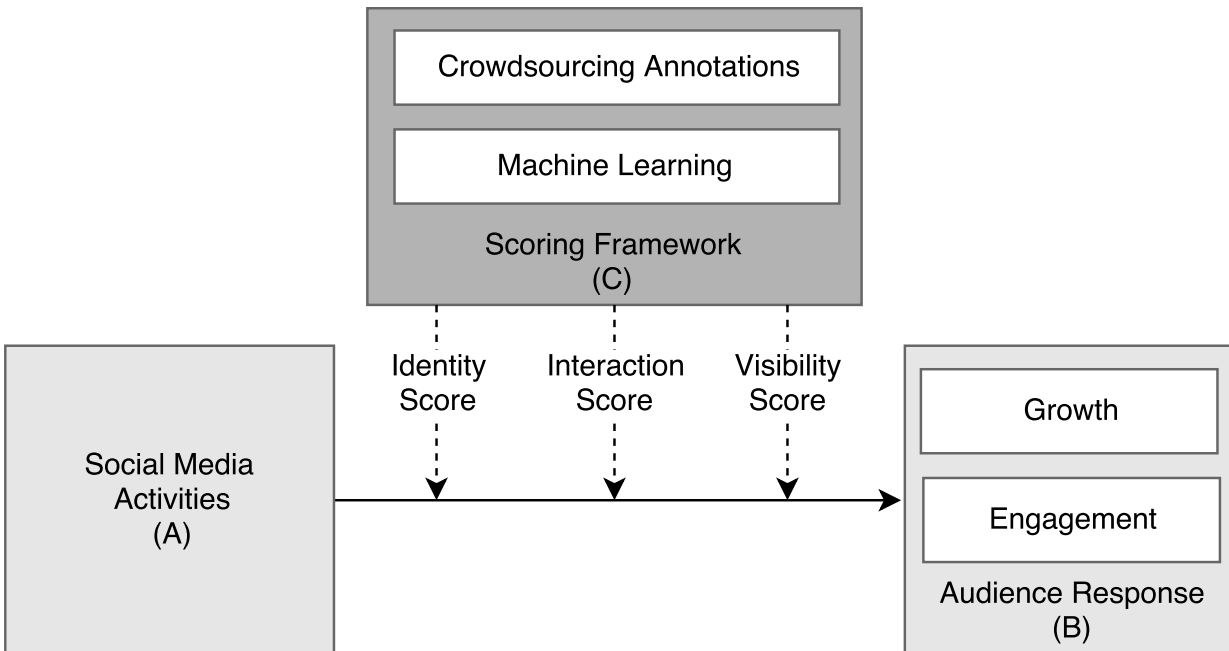 Crowdsourcing Annotations
Machine Learning
Scoring Framework
(C)
Identity
Score
Interaction
Score
Visibility
Score
Social Media
Activities
(A)
Growth
Engagement
Audience Response
(B)